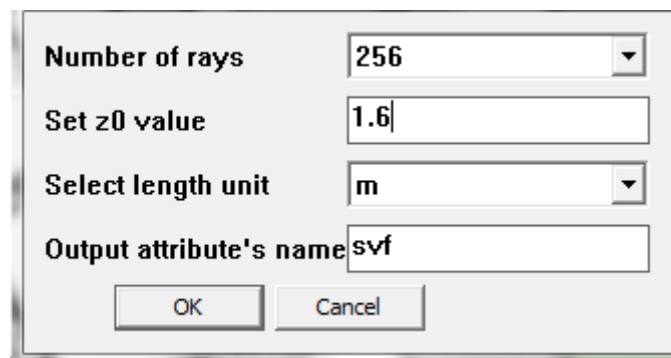 Number of rays 256
Set z0 value 1.6
Select length unit m
Output attribute's name svf
OK Cancel